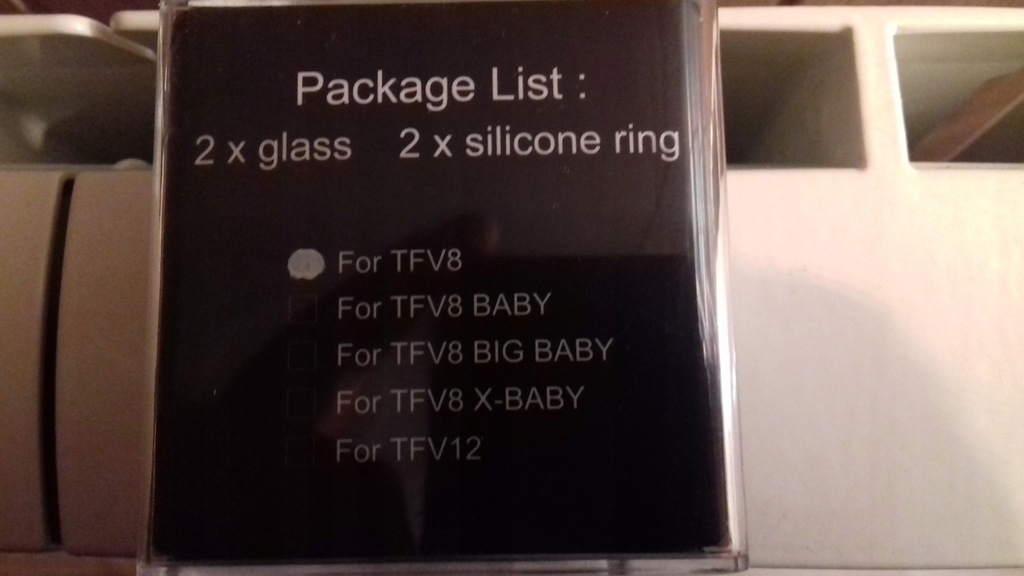 Package List :
2 x glass 2 x silicone ring
For TFV8
For TFV8 BABY
For TFV8 BIG BABY
For TFV8 X-BABY
For TFV12